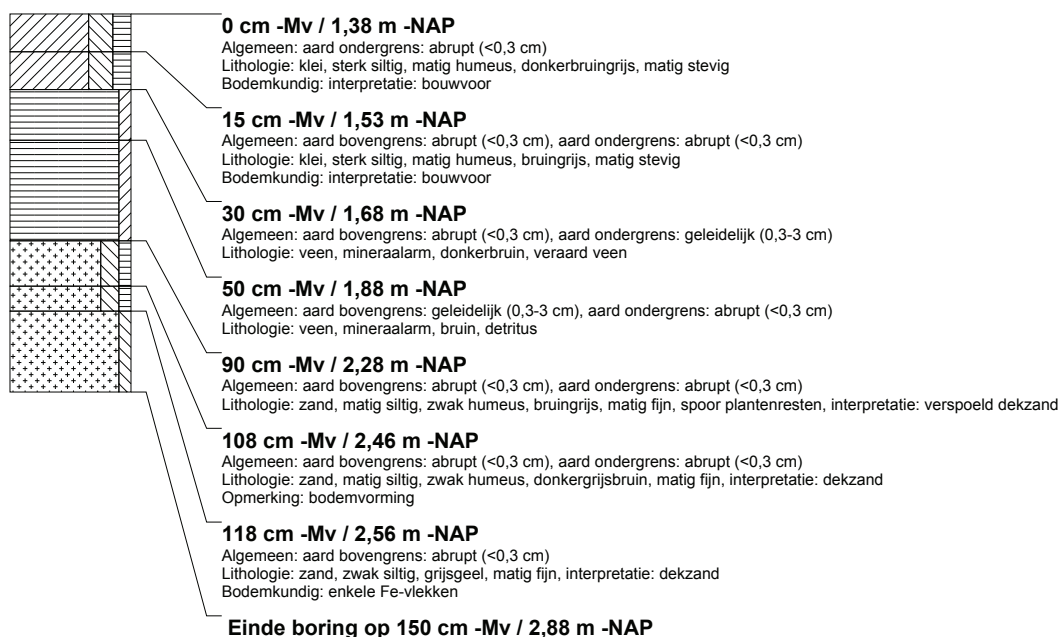 0 cm -Mv / 1,38 m -NAP
Algemeen: aard ondergrens: abrupt (<0,3 cm)
Lithologie: klei, sterk siltig, matig humeus, donkerbruingrijs, matig stevig
Bodemkundig: interpretatie: bouwvoor
15 cm -Mv / 1,53 m -NAP
Algemeen: aard bovengrens: abrupt (<0,3 cm), aard ondergrens: abrupt (<0,3 cm)
Lithologie: klei, sterk siltig, matig humeus, bruingrijs, matig stevig
Bodemkundig: interpretatie: bouwvoor
30 cm -Mv / 1,68 m -NAP
Algemeen: aard bovengrens: abrupt (<0,3 cm), aard ondergrens: geleidelijk (0,3-3 cm)
Lithologie: veen, mineraalarm, donkerbruin, veraard veen
50 cm -Mv / 1,88 m -NAP
Algemeen: aard bovengrens: geleidelijk (0,3-3 cm), aard ondergrens: abrupt (<0,3 cm)
Lithologie: veen, mineraalarm, bruin, detritus
90 cm -Mv / 2,28 m -NAP
Algemeen: aard bovengrens: abrupt (<0,3 cm), aard ondergrens: abrupt (<0,3 cm)
Lithologie: zand, matig siltig, zwak humeus, bruingrijs, matig fijn, spoor plantenresten, interpretatie: verspoeld dekzand
108 cm -Mv / 2,46 m -NAP
Algemeen: aard bovengrens: abrupt (<0,3 cm), aard ondergrens: abrupt (<0,3 cm)
Lithologie: zand, matig siltig, zwak humeus, donkergrijsbruin, matig fijn, interpretatie: dekzand
Opmerking: bodemvorming
118 cm -Mv / 2,56 m -NAP
Algemeen: aard bovengrens: abrupt (<0,3 cm)
Lithologie: zand, zwak siltig, grijsgeel, matig fijn, interpretatie: dekzand
Bodemkundig: enkele Fe-vlekken
Einde boring op 150 cm -Mv / 2,88 m -NAP